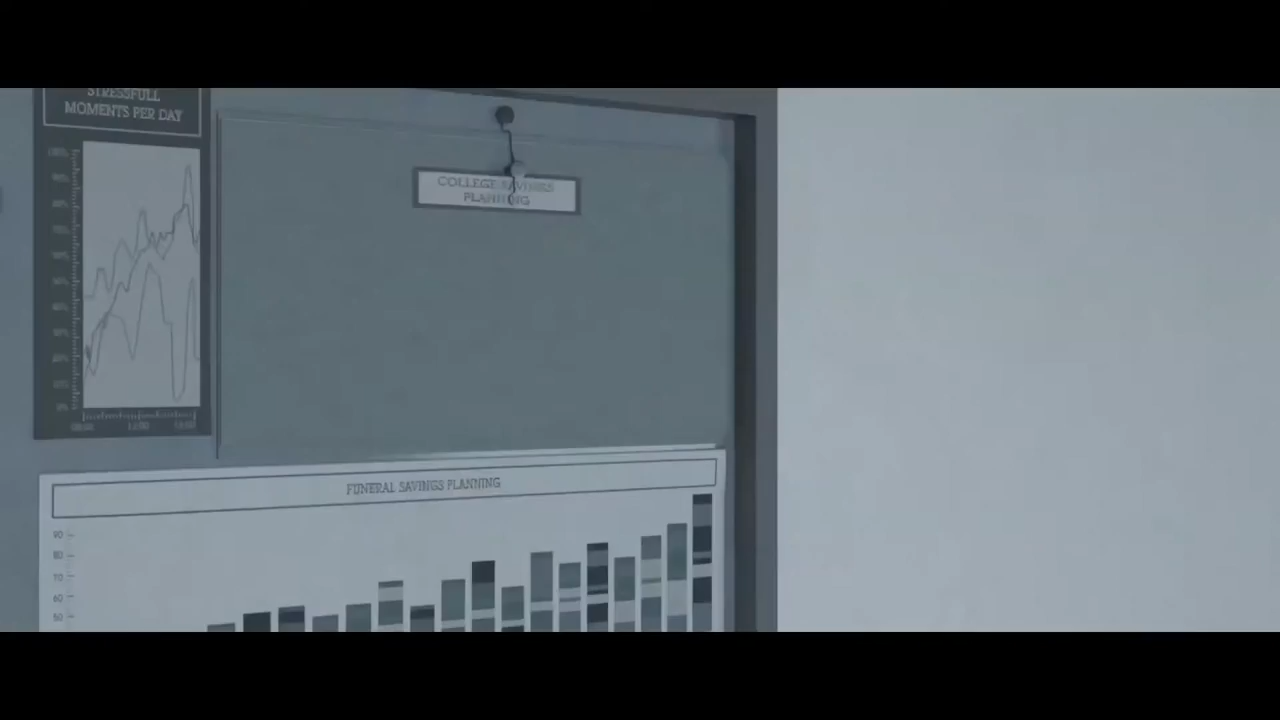 STRESSFULL
MOMENTS PER DAY
COLLEGE SAVINGS
PLANNING
FUNERAL SAVINGS PLANNING
90
80
70
60
50